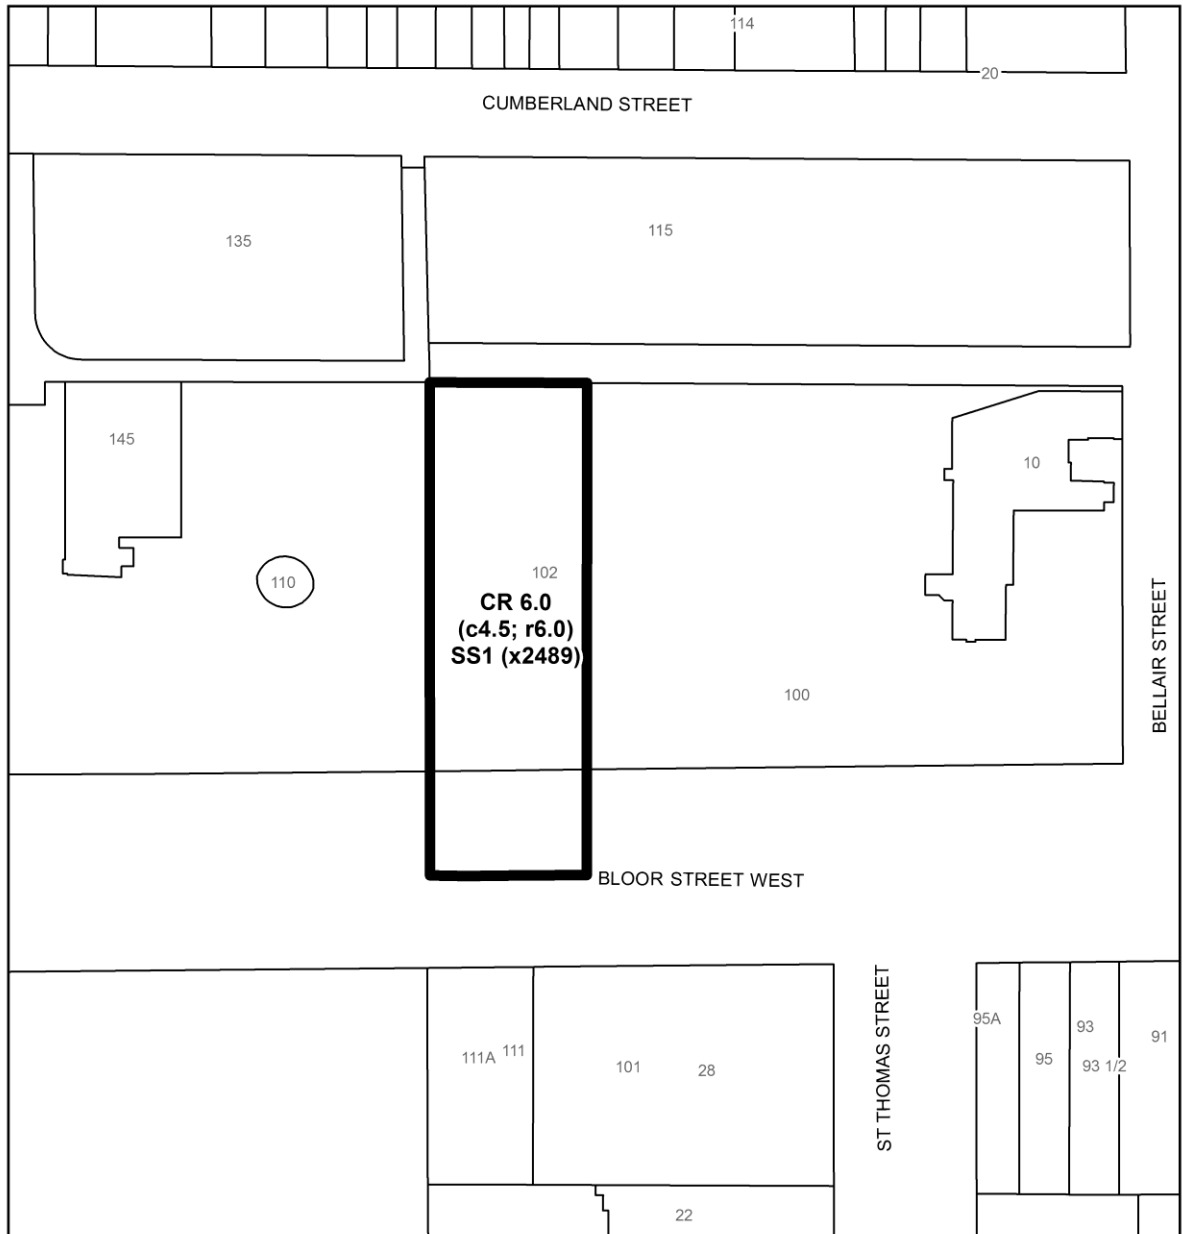 114
20
CUMBERLAND STREET
135
115
145
10
110
102
CR 6.0
(c4.5; r6.0)
SS1 (x2489)
100
BELLAIR STREET
BLOOR STREET WEST
ST THOMAS STREET
95A
93
91
111A
111
95
93 1/2
101
28
22